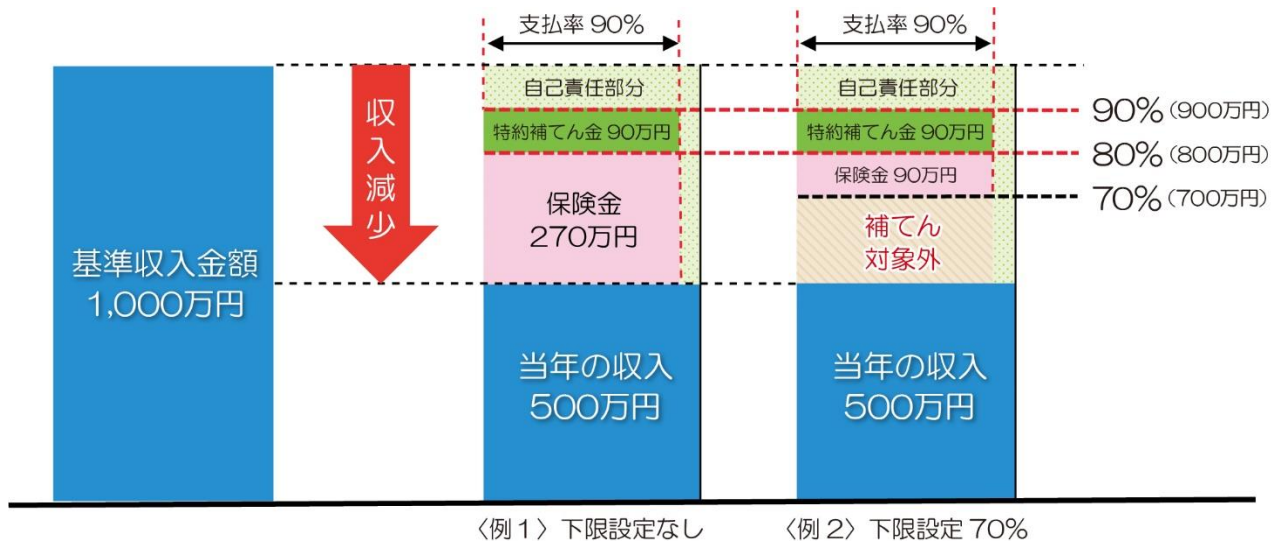 支払率 90%
支払率 90%
基準収入金額
1,000万円
収入減少
自己責任部分
特約補てん金 90万円
保険金
270万円
当年の収入
500万円
自己責任部分
特約補てん金 90万円
保険金 90万円
補てん
対象外
当年の収入
500万円
90% (900万円)
80% (800万円)
70% (700万円)
〈例1〉下限設定なし
〈例2〉下限設定 70%